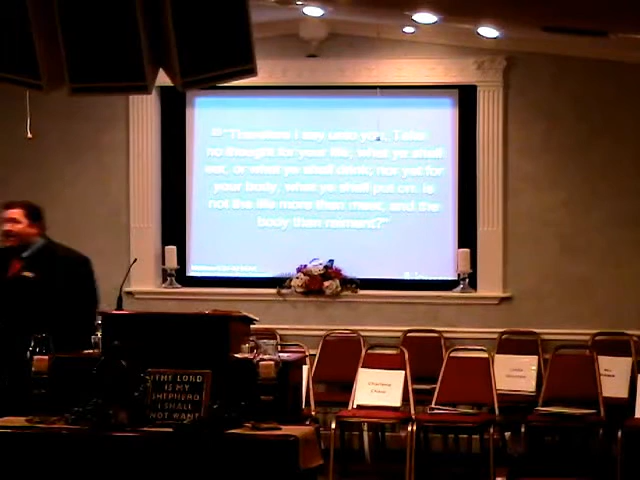 25 "Therefore I say unto you, Take
no thought for your life, what ye shall
eat, or what ye shall drink; nor yet for
your body, what ye shall put on. Is
not the life more than meat, and the
body than raiment?"
THE LORD
IS MY
SHEPHERD
I SHALL
NOT WANT
Charlene